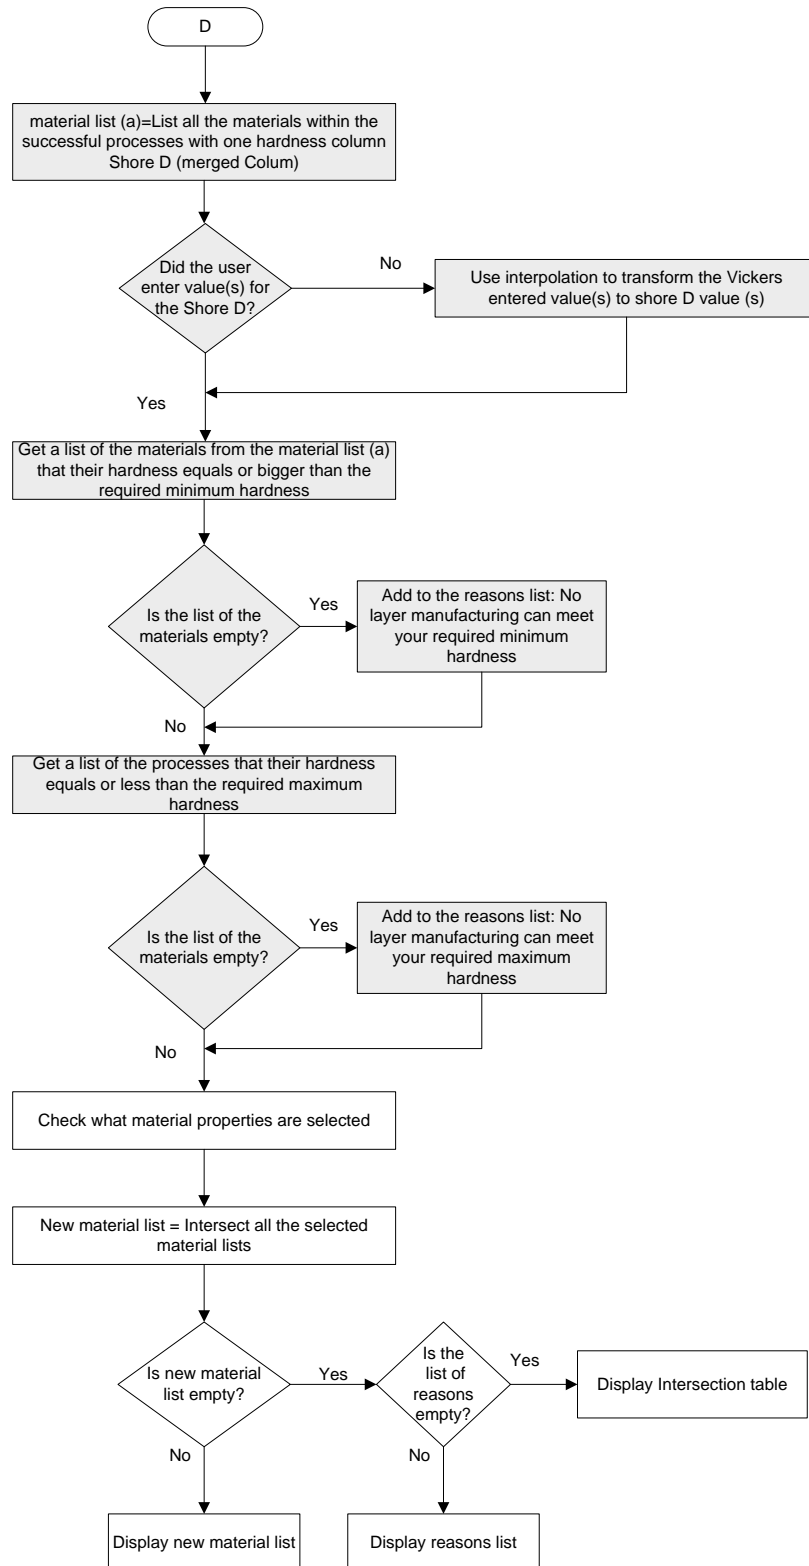 D
material list (a)=List all the materials within the
successful processes with one hardness column
Shore D (merged Colum)
Did the user
enter value(s) for
the Shore D?
No
Use interpolation to transform the Vickers
entered value(s) to shore D value (s)
Yes
Get a list of the materials from the material list (a)
that their hardness equals or bigger than the
required minimum hardness
Is the list of the
materials empty?
Yes
Add to the reasons list: No
layer manufacturing can meet
your required minimum
hardness
No
Get a list of the processes that their hardness
equals or less than the required maximum
hardness
Is the list of the
materials empty?
Yes
Add to the reasons list: No
layer manufacturing can meet
your required maximum
hardness
No
Check what material properties are selected
New material list = Intersect all the selected
material lists
Is new material
list empty?
Yes
Is the
list of
reasons
empty?
Yes
Display Intersection table
No
No
Display new material list
Display reasons list